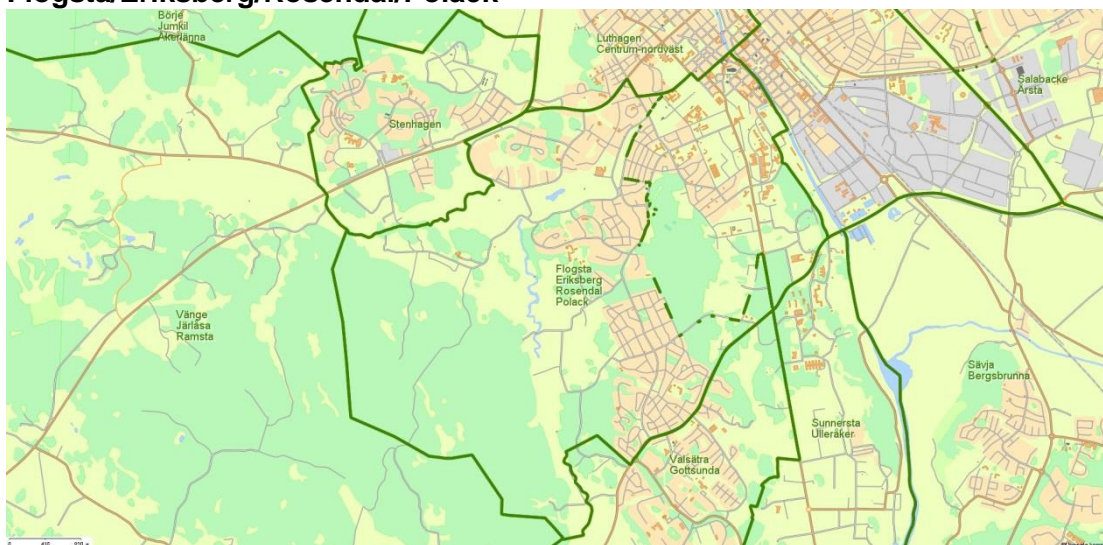 Flogsta/Eriksberg/Rosendal/Polack
Börje
Jumkil
Åkerlänna
Luthagen
Centrum-nordväst
Salabacke
Årsta
Stenhagen
Flogsta
Eriksberg
Rosendal
Polack
Vänge
Järlåsa
Ramsta
Sävja
Bergsbrunna
Sunnersta
Ulleråker
Valsätra
Gottsunda